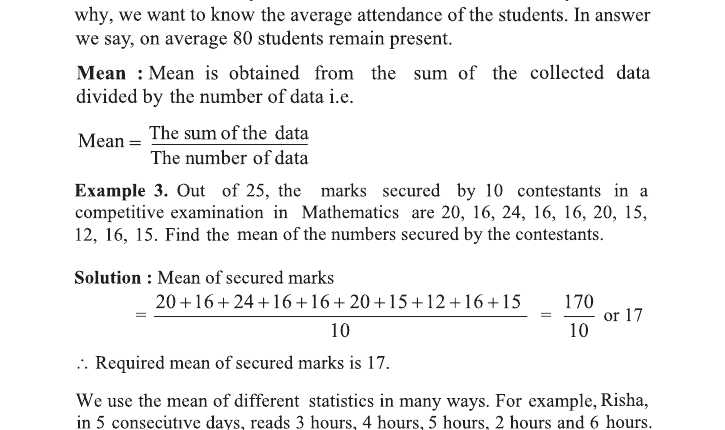 why, we want to know the average attendance of the students. In answer
we say, on average 80 students remain present.
Mean : Mean is obtained from the sum of the collected data
divided by the number of data i.e.
Mean = The sum of the data / The number of data
Example 3. Out of 25, the marks secured by 10 contestants in a
competitive examination in Mathematics are 20, 16, 24, 16, 16, 20, 15,
12, 16, 15. Find the mean of the numbers secured by the contestants.
Solution : Mean of secured marks
= 20+16+24+16+16+20+15+12+16+15 / 10 = 170 / 10 or 17
∴ Required mean of secured marks is 17.
We use the mean of different statistics in many ways. For example, Risha,
in 5 consecutive days, reads 3 hours, 4 hours, 5 hours, 2 hours and 6 hours.